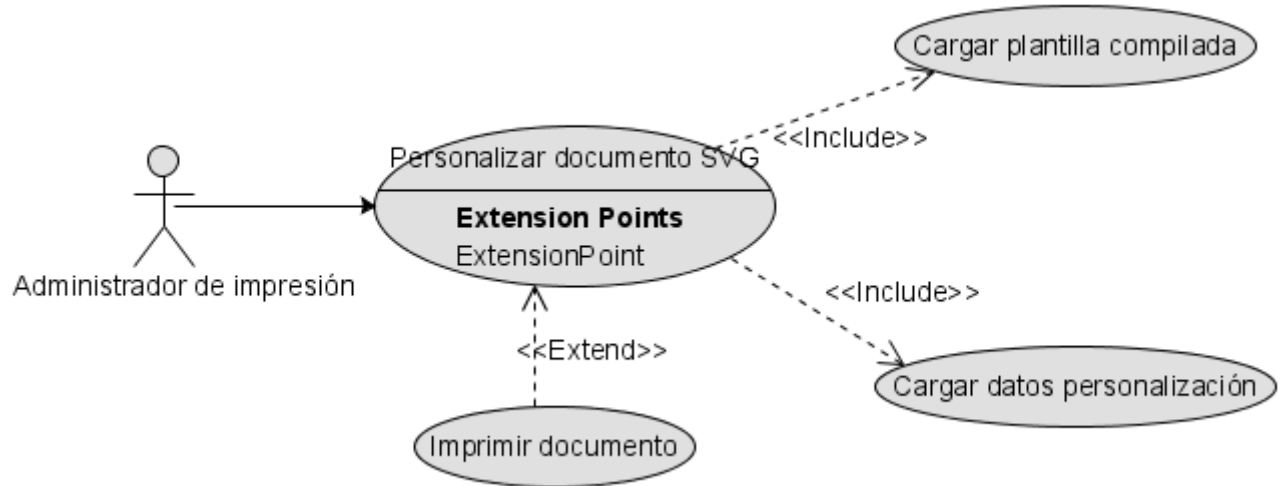 Cargar plantilla compilada
<<Include>>
Personalizar documento SVG
Extension Points
ExtensionPoint
Administrador de impresión
<<Include>>
<<Extend>>
Cargar datos personalización
Imprimir documento